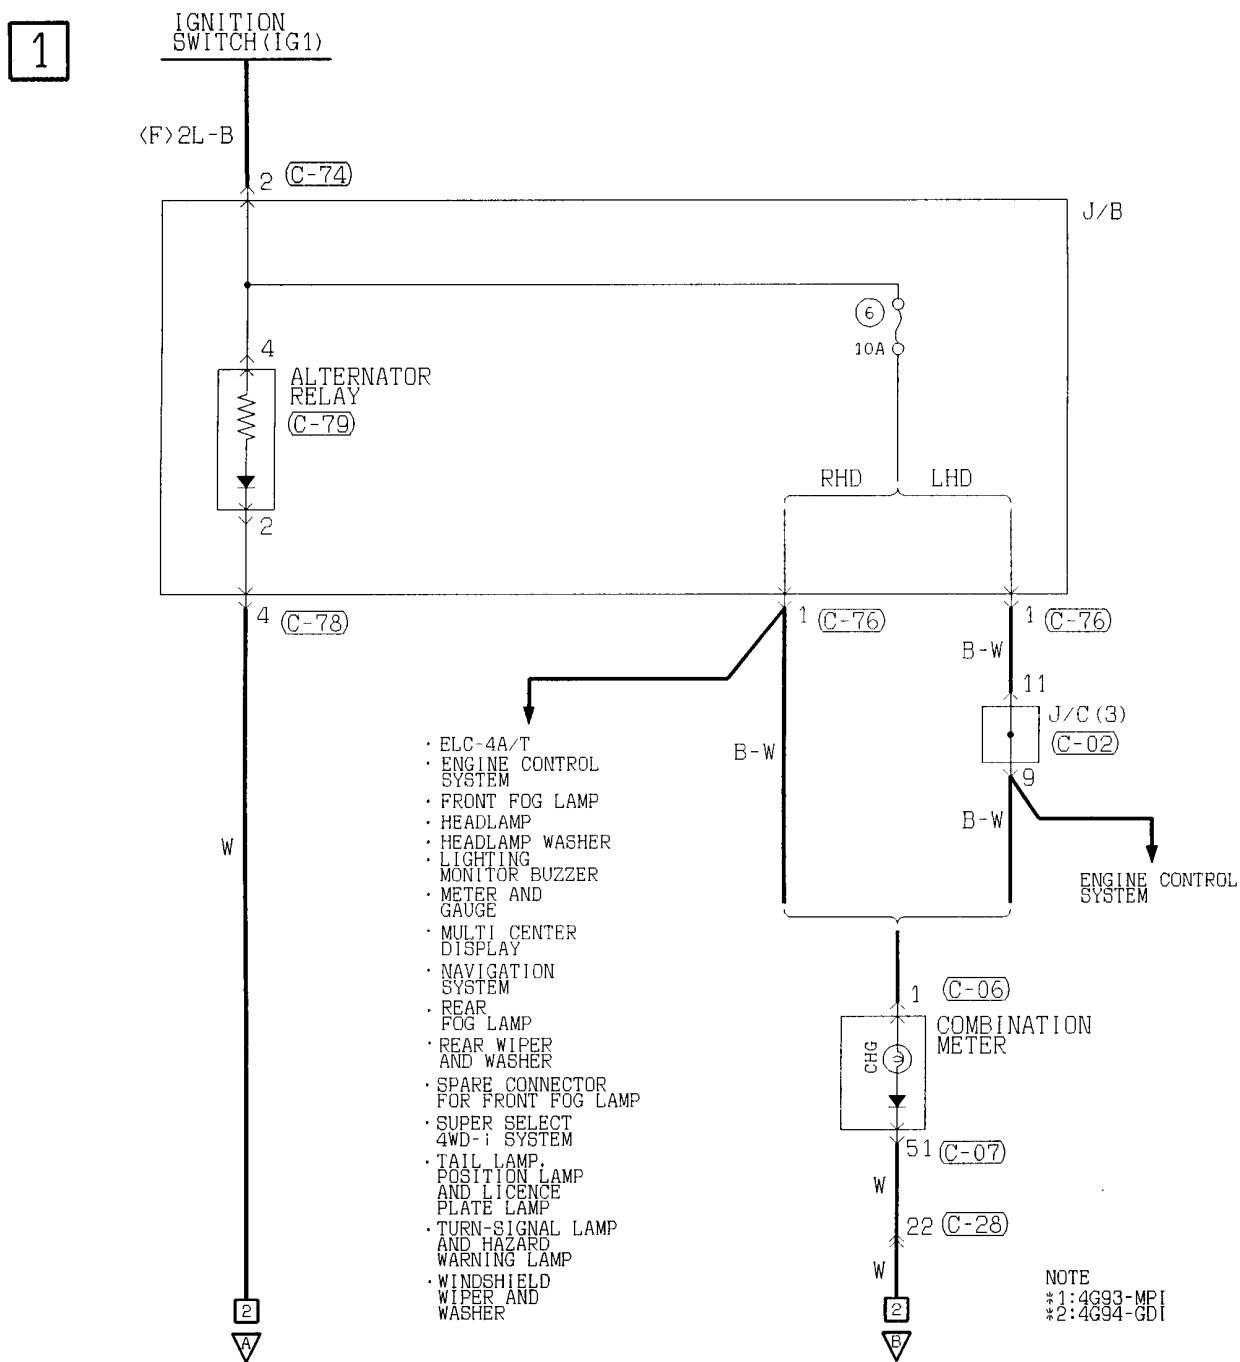 1
IGNITION
SWITCH(IG1)
<F>2L-B
2 C-74
J/B
6
10A
4
ALTERNATOR
RELAY
C-79
2
RHD LHD
4 C-78
1 C-76
1 C-76
B-W
11
J/C(3)
C-02
9
B-W
B-W
ENGINE CONTROL
SYSTEM
W
· ELC-4A/T
· ENGINE CONTROL
SYSTEM
· FRONT FOG LAMP
· HEADLAMP
· HEADLAMP WASHER
· LIGHTING
MONITOR BUZZER
· METER AND
GAUGE
· MULTI CENTER
DISPLAY
· NAVIGATION
SYSTEM
· REAR
FOG LAMP
· REAR WIPER
AND WASHER
· SPARE CONNECTOR
FOR FRONT FOG LAMP
· SUPER SELECT
4WD-i SYSTEM
· TAIL LAMP,
POSITION LAMP
AND LICENCE
PLATE LAMP
· TURN-SIGNAL LAMP
AND HAZARD
WARNING LAMP
· WINDSHIELD
WIPER AND
WASHER
1 C-06
COMBINATION
METER
CHG
51 C-07
W
22 C-28
W
2
A
2
B
NOTE
*1:4G93-MPI
*2:4G94-GDI